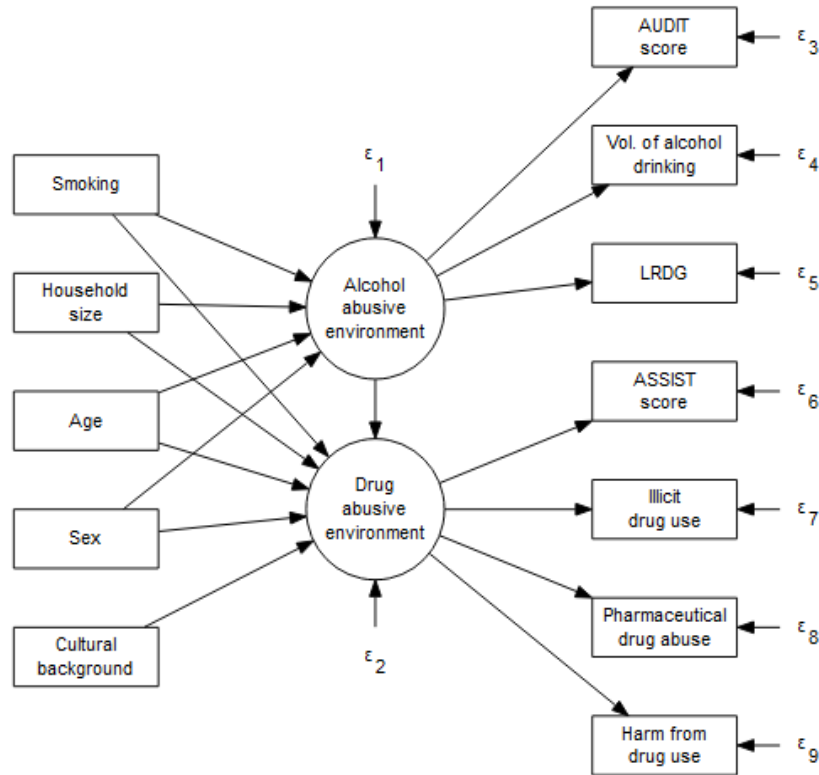 AUDIT
score
ε3
Vol. of alcohol
drinking
ε4
ε1
Smoking
LRDG
ε5
Household
size
Alcohol
abusive
environment
ASSIST
score
ε6
Age
Drug
abusive
environment
Illicit
drug use
ε7
Sex
Pharmaceutical
drug abuse
ε8
Cultural
background
ε2
Harm from
drug use
ε9